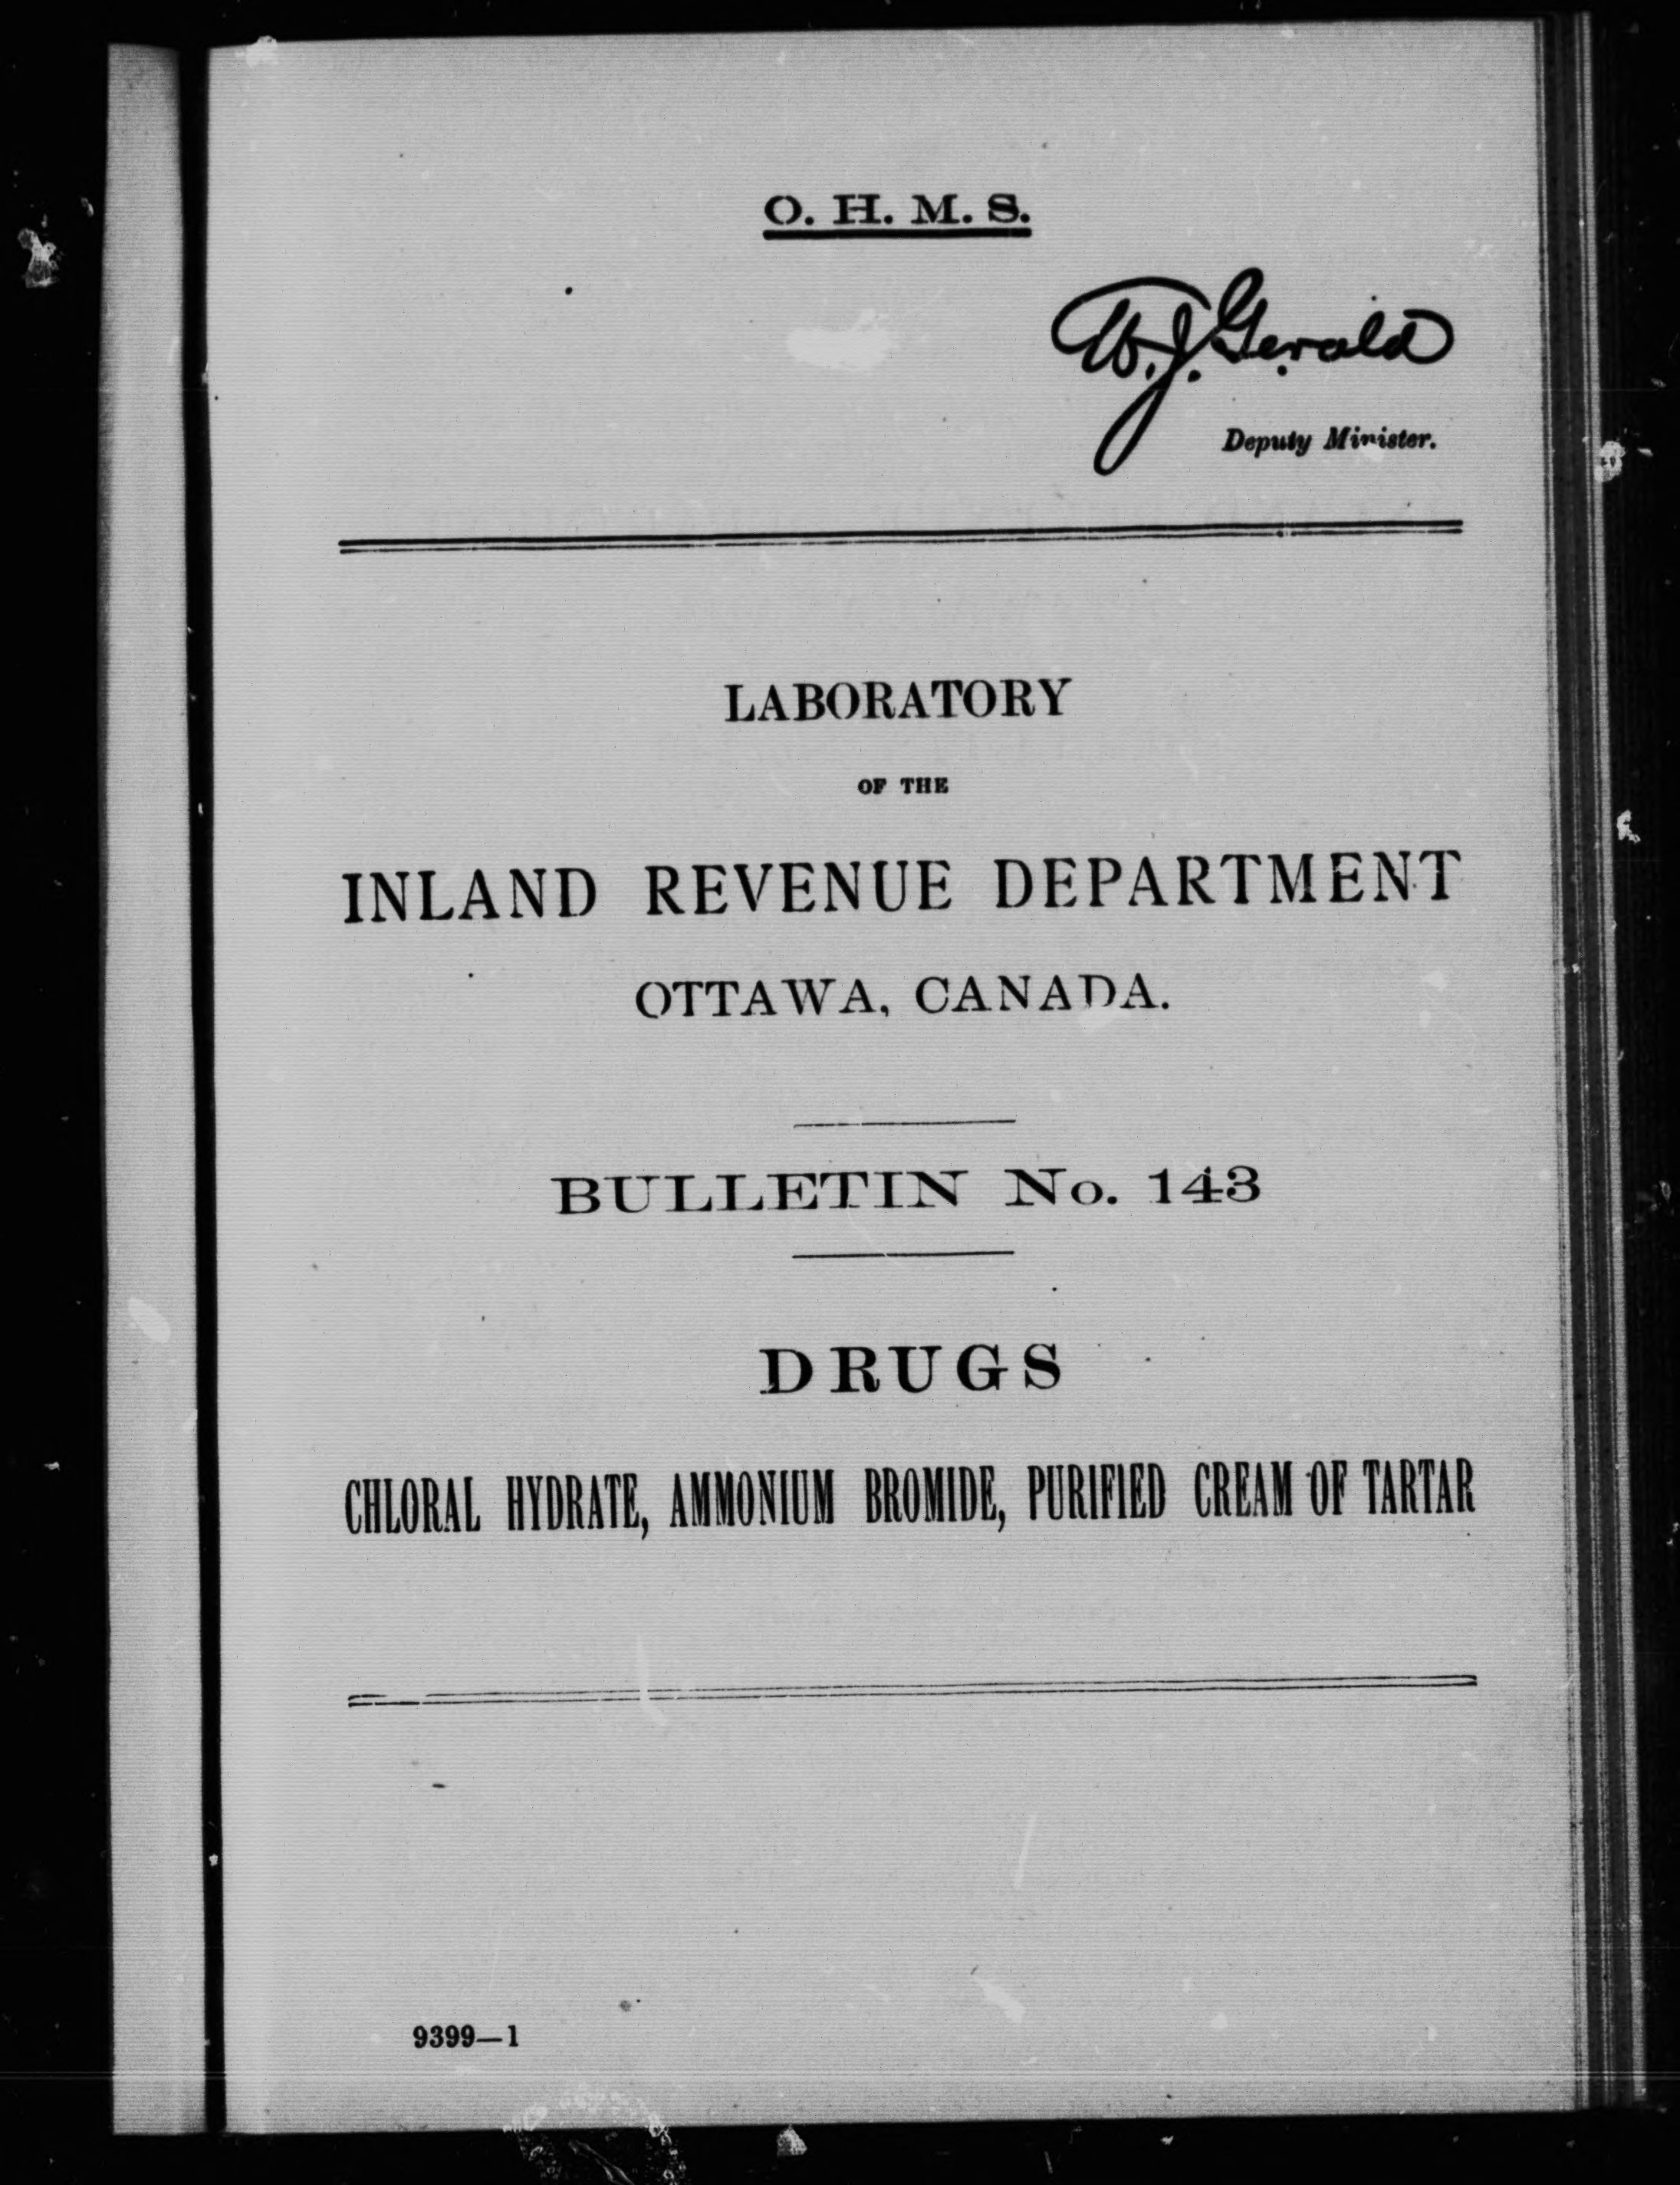 O. H. M. S.
W. J. Gerald
Deputy Minister.
LABORATORY
OF THE
INLAND REVENUE DEPARTMENT
OTTAWA, CANADA.
BULLETIN No. 143
DRUGS
CHLORAL HYDRATE, AMMONIUM BROMIDE, PURIFIED CREAM OF TARTAR
9399—1